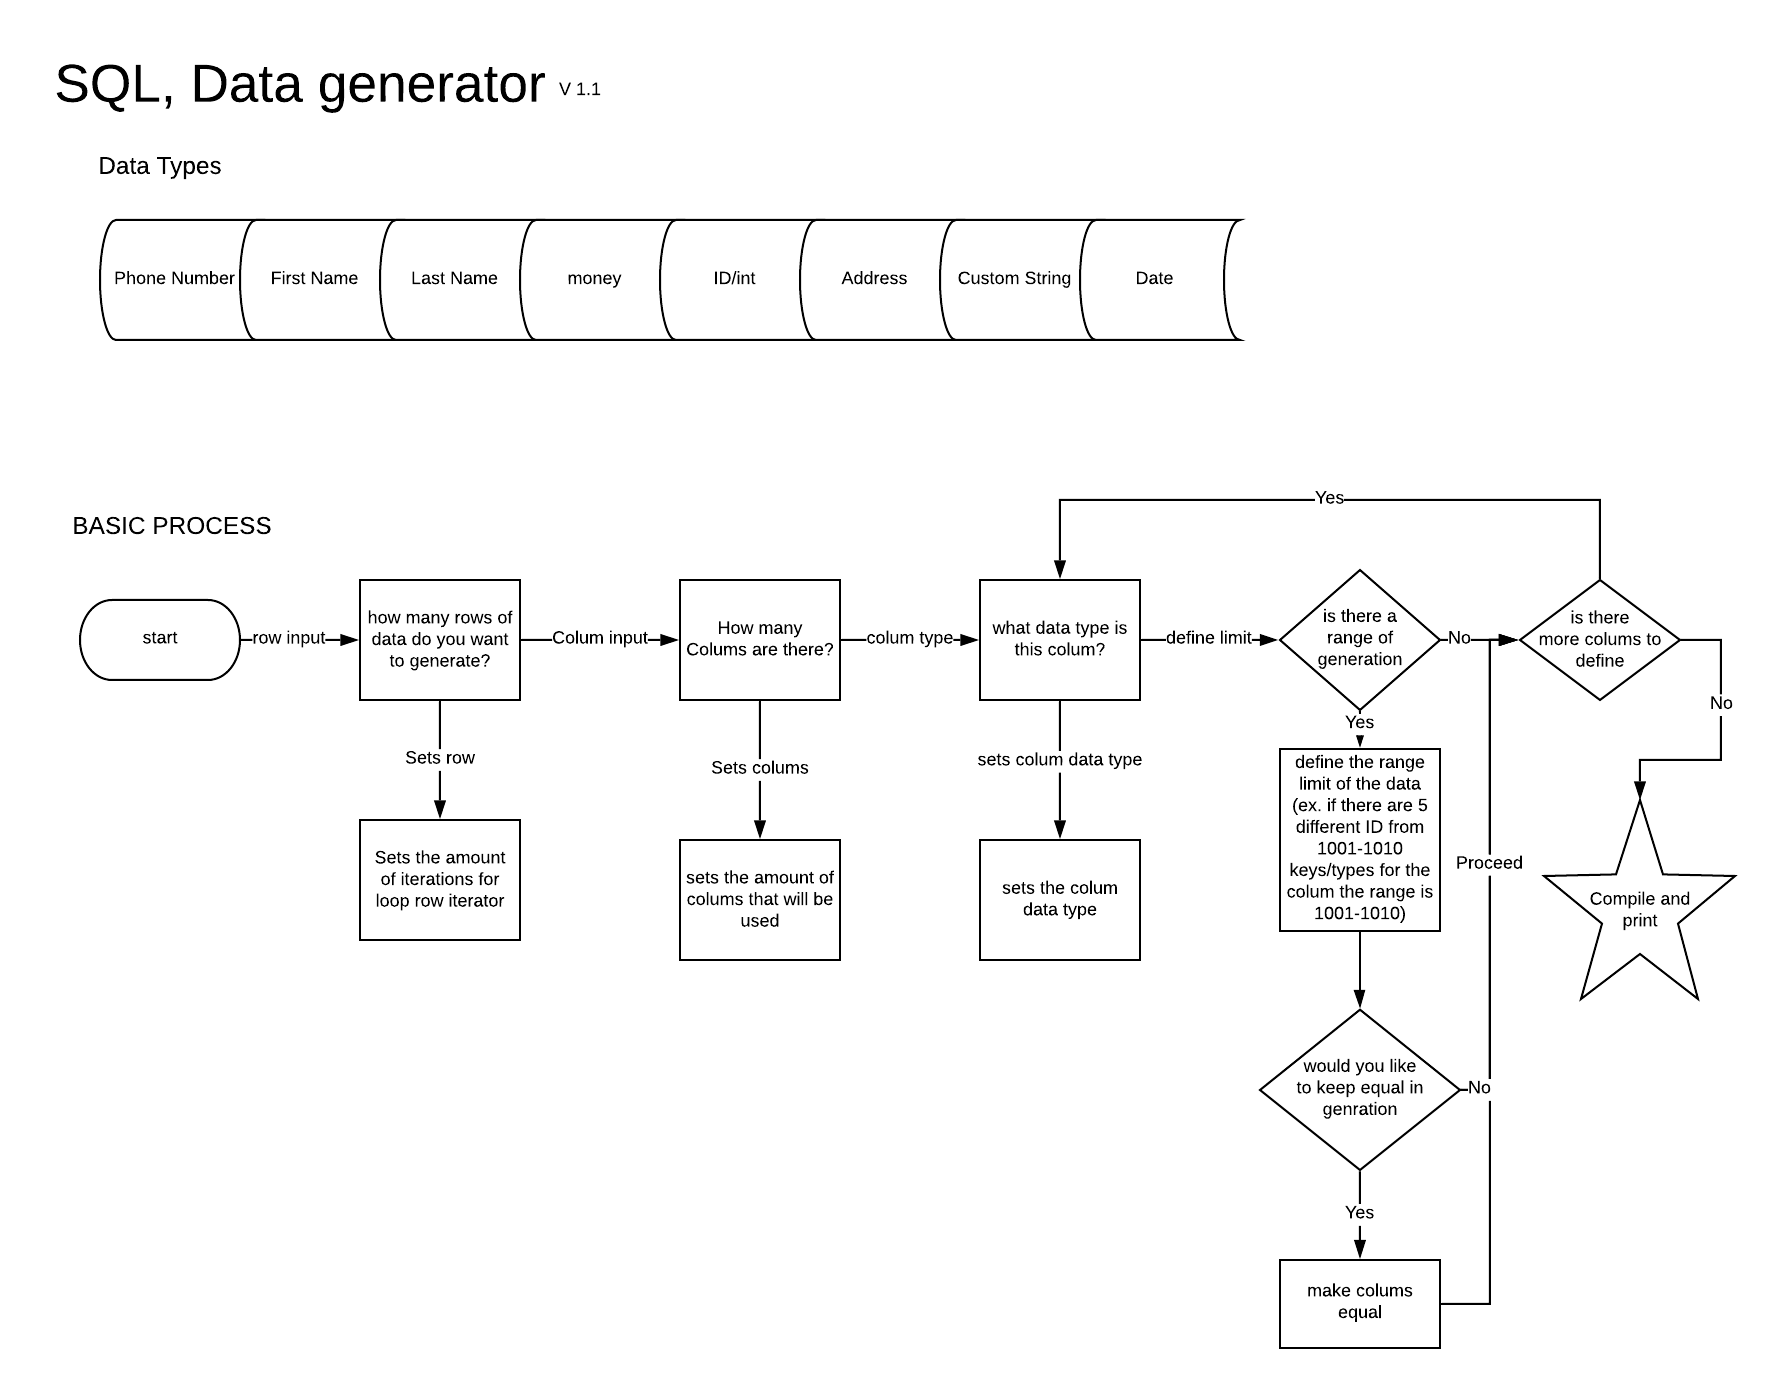 SQL, Data generator V 1.1
Data Types
Phone Number
First Name
Last Name
money
ID/int
Address
Custom String
Date
BASIC PROCESS
start
row input
how many rows of
data do you want
to generate?
Sets row
Sets the amount
of iterations for
loop row iterator
Colum input
How many
Colums are there?
Sets colums
sets the amount of
colums that will be
used
colum type
what data type is
this colum?
sets colum data type
sets the colum
data type
define limit
is there a
range of
generation
No
Yes
define the range
limit of the data
(ex. if there are 5
different ID from
1001-1010
keys/types for the
colum the range is
1001-1010)
would you like
to keep equal in
genration
No
Yes
make colums
equal
Proceed
is there
more colums to
define
Yes
No
Compile and
print